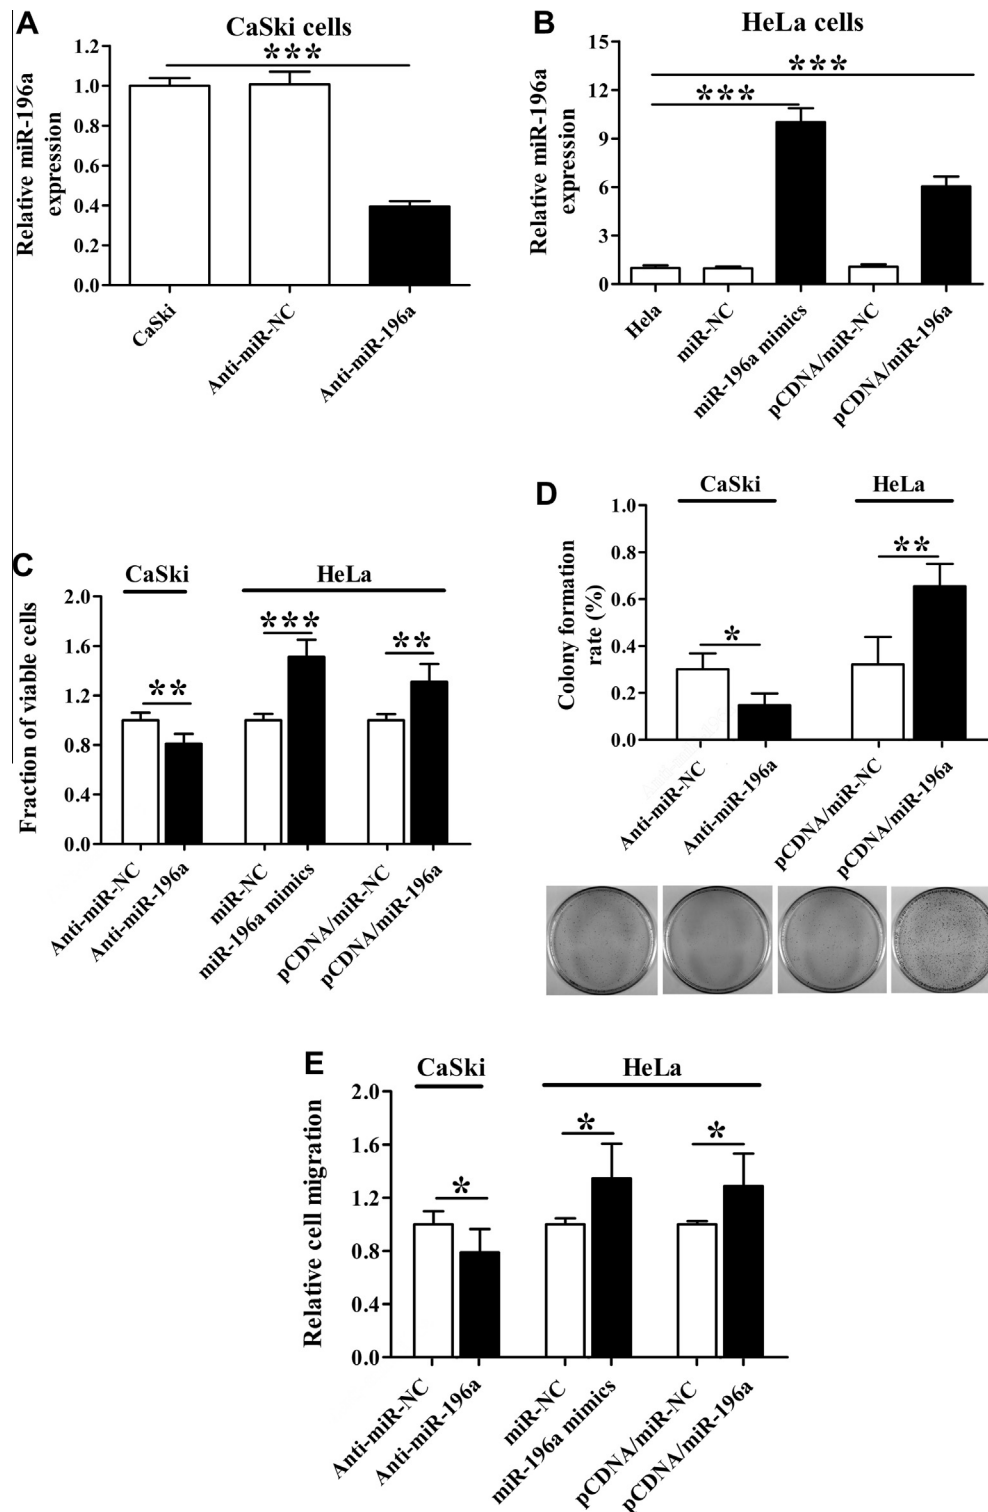 A
CaSki cells
Relative miR-196a
expression
1.2
1.0
0.8
0.6
0.4
0.2
0.0
***
CaSki
Anti-miR-NC
Anti-miR-196a
B
HeLa cells
Relative miR-196a
expression
15
12
9
6
3
0
***
***
Hela
miR-NC
miR-196a mimics
pCDNA/miR-NC
pCDNA/miR-196a
C
CaSki
HeLa
Fraction of viable cells
2.0
1.6
1.2
0.8
0.4
0.0
**
***
**
Anti-miR-NC
Anti-miR-196a
miR-NC
miR-196a mimics
pCDNA/miR-NC
pCDNA/miR-196a
D
CaSki
HeLa
Colony formation
rate (%)
1.0
0.8
0.6
0.4
0.2
0.0
*
**
Anti-miR-NC
Anti-miR-196a
pCDNA/miR-NC
pCDNA/miR-196a
E
CaSki
HeLa
Relative cell migration
2.0
1.6
1.2
0.8
0.4
0.0
*
*
*
Anti-miR-NC
Anti-miR-196a
miR-NC
miR-196a mimics
pCDNA/miR-NC
pCDNA/miR-196a